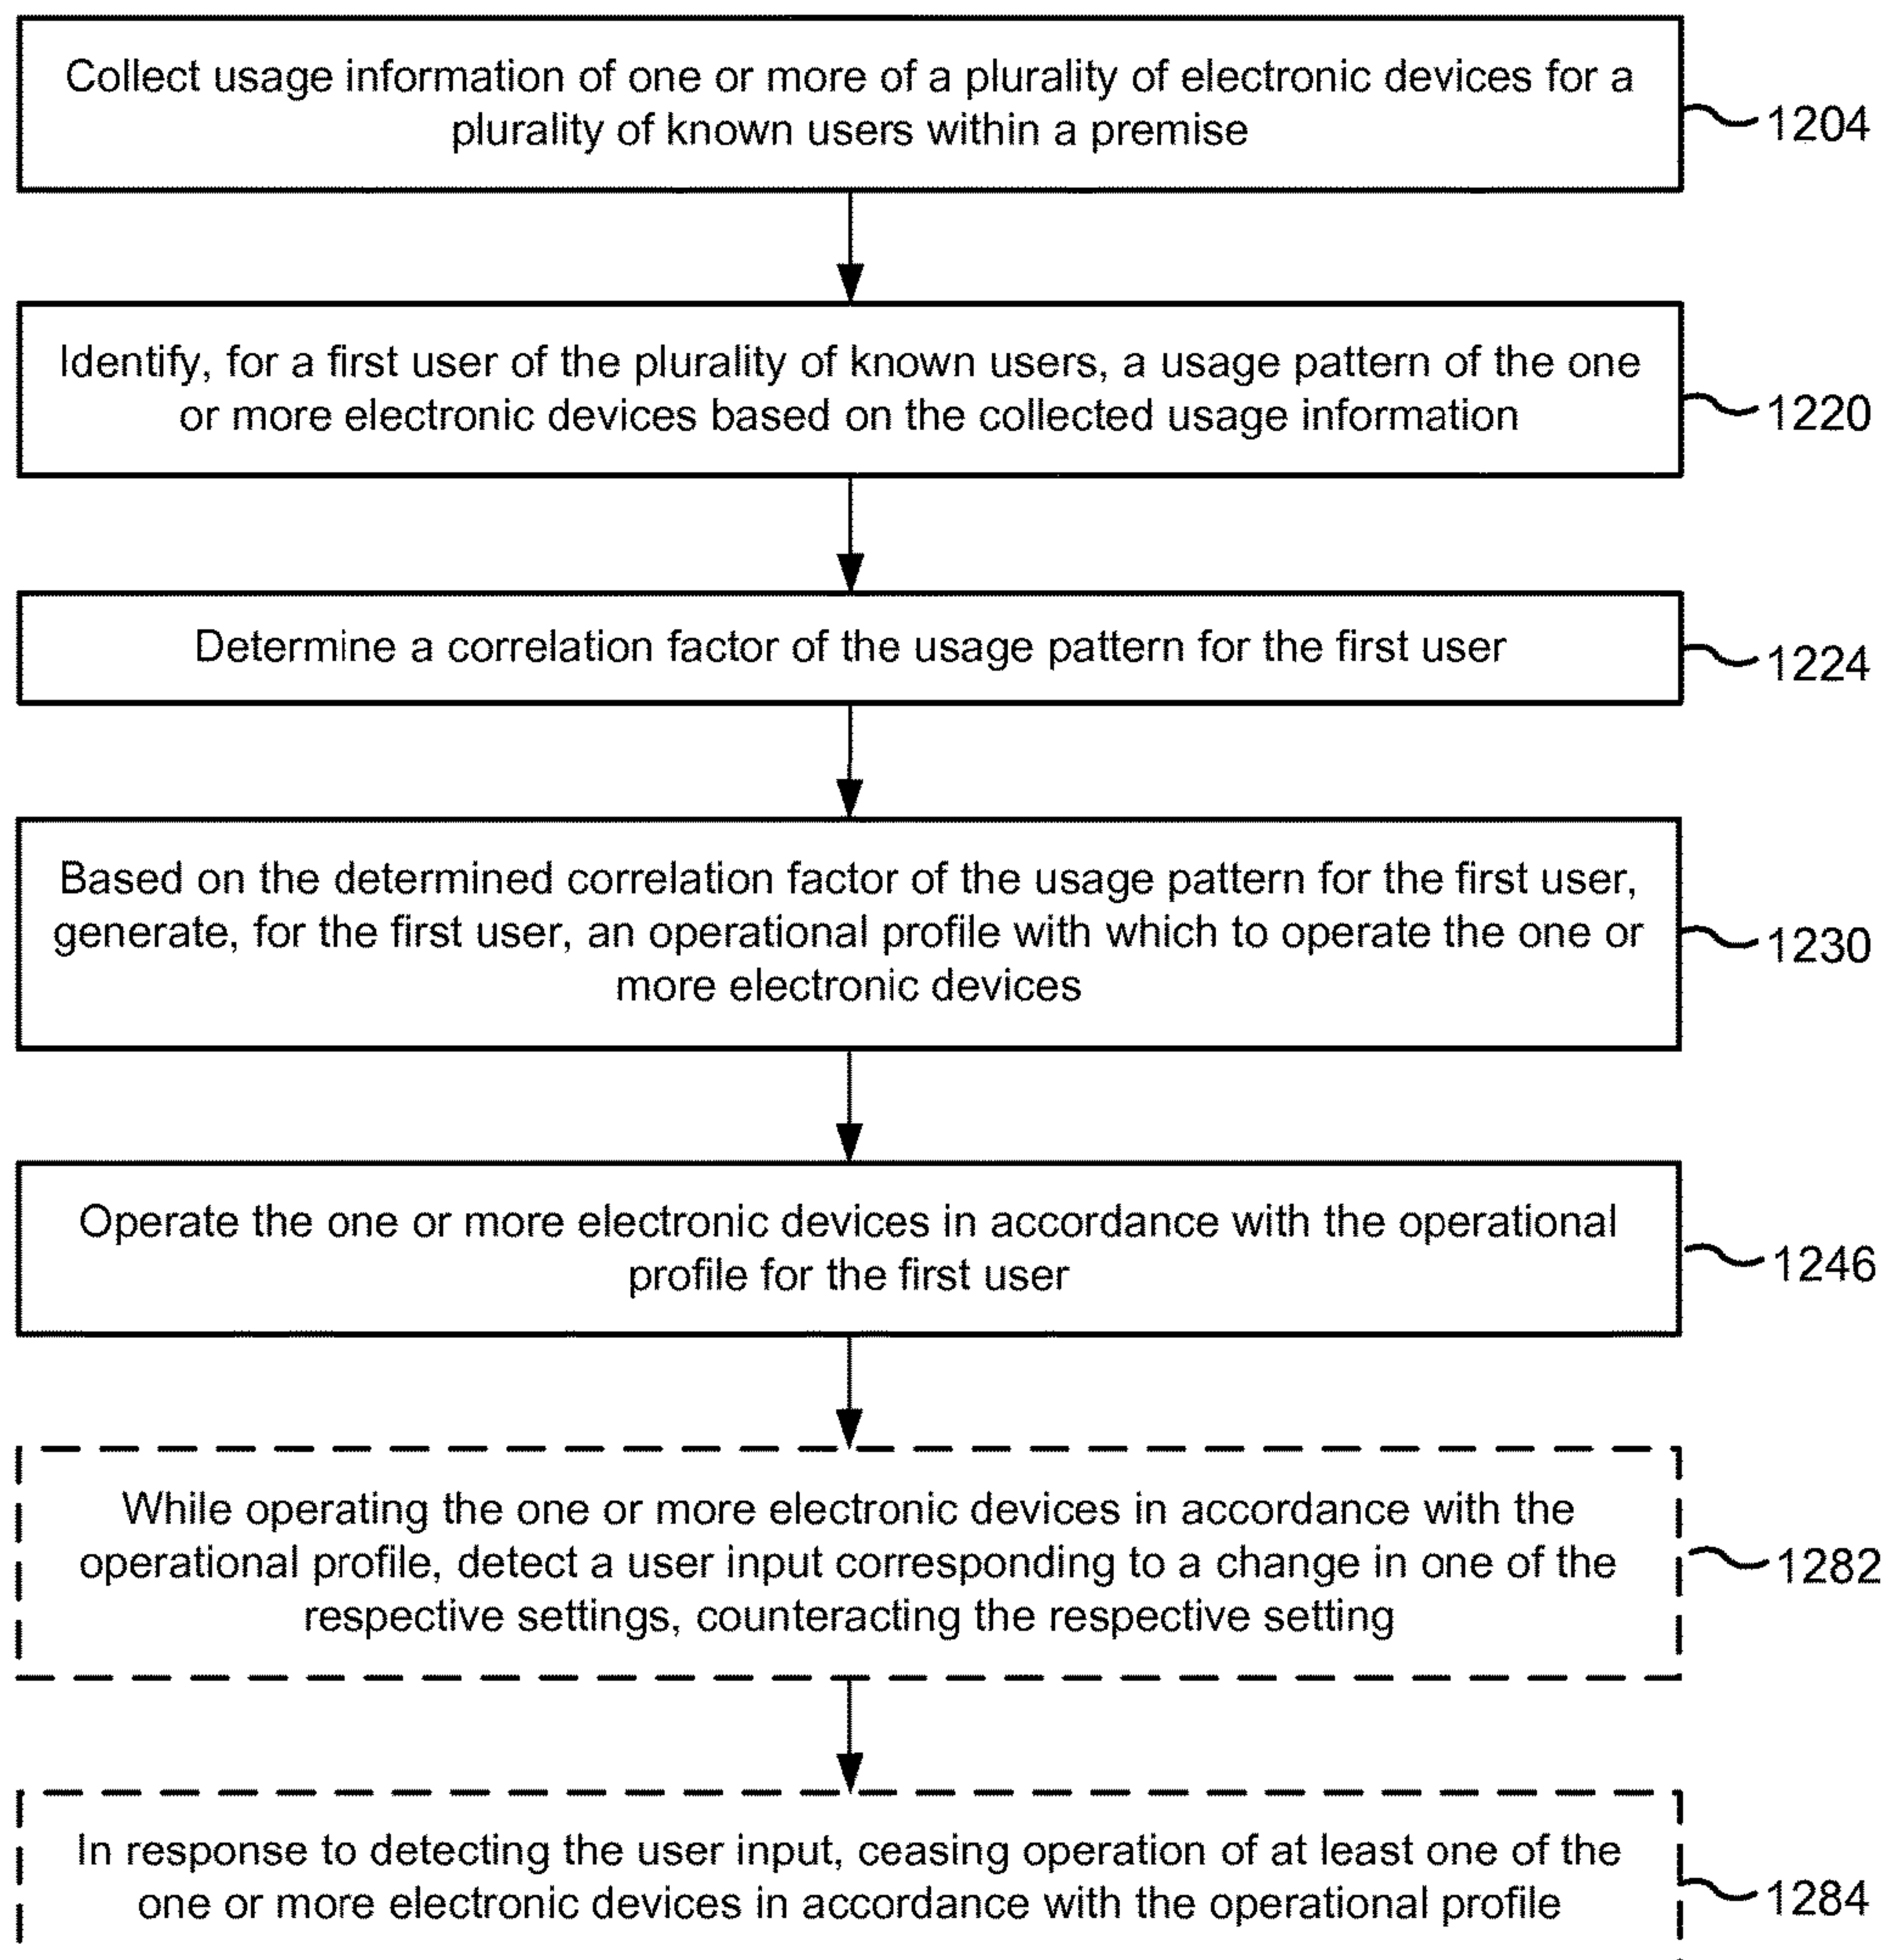 Collect usage information of one or more of a plurality of electronic devices for a
plurality of known users within a premise
1204
Identify, for a first user of the plurality of known users, a usage pattern of the one
or more electronic devices based on the collected usage information
1220
Determine a correlation factor of the usage pattern for the first user
1224
Based on the determined correlation factor of the usage pattern for the first user,
generate, for the first user, an operational profile with which to operate the one or
more electronic devices
1230
Operate the one or more electronic devices in accordance with the operational
profile for the first user
1246
While operating the one or more electronic devices in accordance with the
operational profile, detect a user input corresponding to a change in one of the
respective settings, counteracting the respective setting
1282
In response to detecting the user input, ceasing operation of at least one of the
one or more electronic devices in accordance with the operational profile
1284